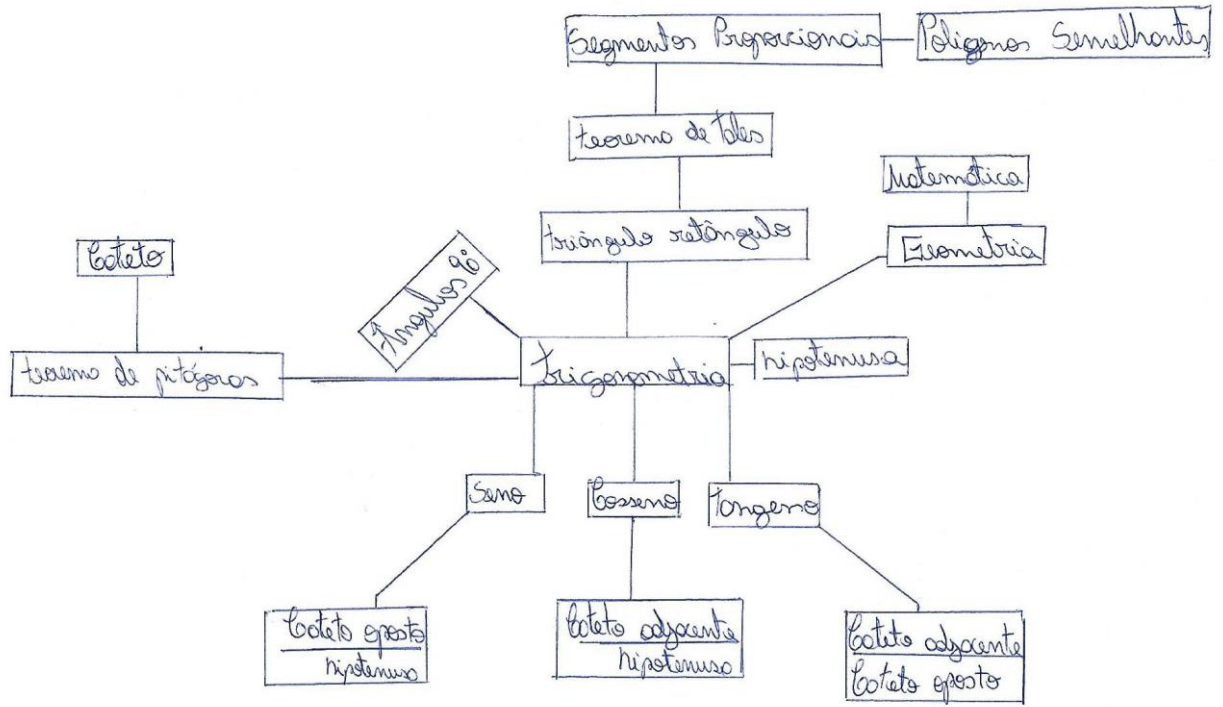 Segmentos Proporcionais
Poligonos Semelhantes
teorema de tales
Matemática
triângulo retângulo
Geometria
Cateto
Ângulos 90°
teorema de pitágoras
trigonometria
hipotenusa
Seno
Cosseno
tangeno
Cateto oposto
hipotenusa
Cateto adjacente
hipotenusa
Cateto adjacente
Cateto oposto